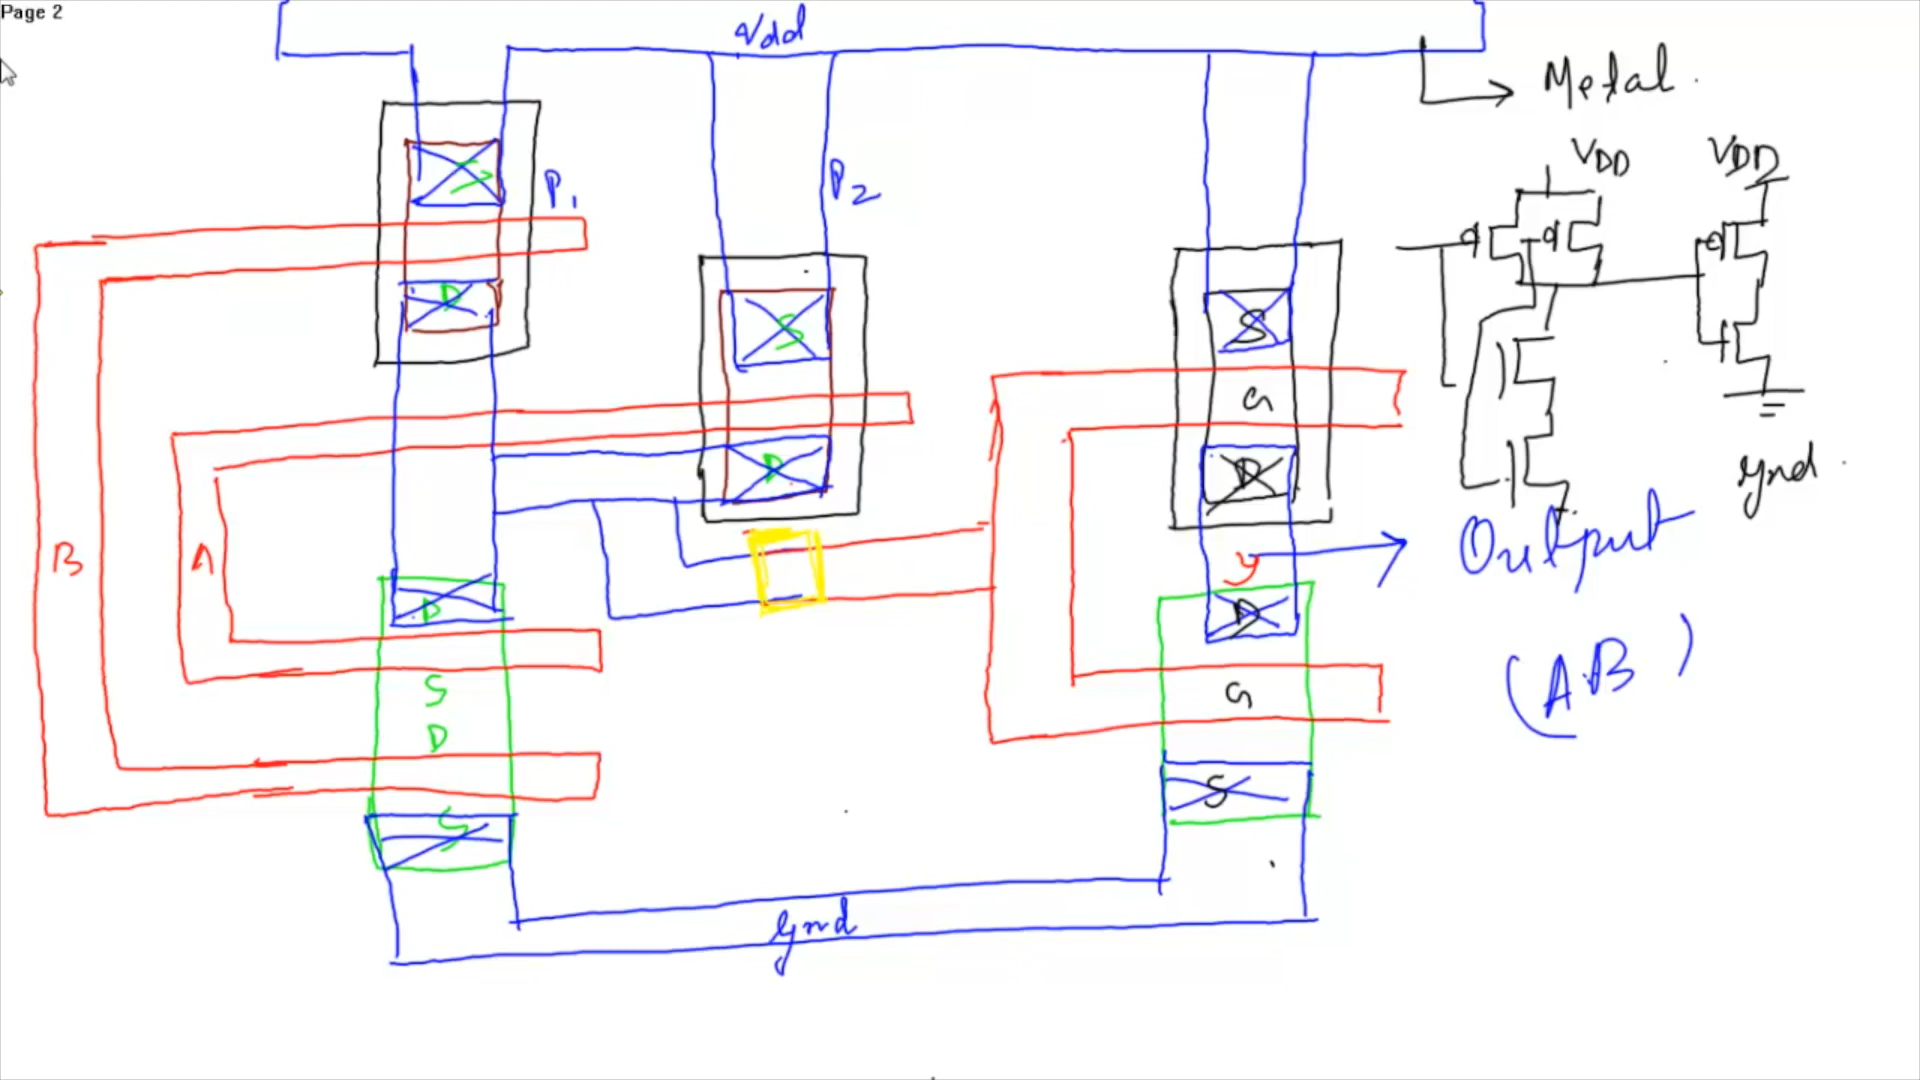 Page 2
Vdd
Metal.
VDD
VDD
S
P1
P2
D
S
S
G
D
D
gnd.
B
A
Y
Output
D
D
(A.B)
S
G
D
S
S
gnd